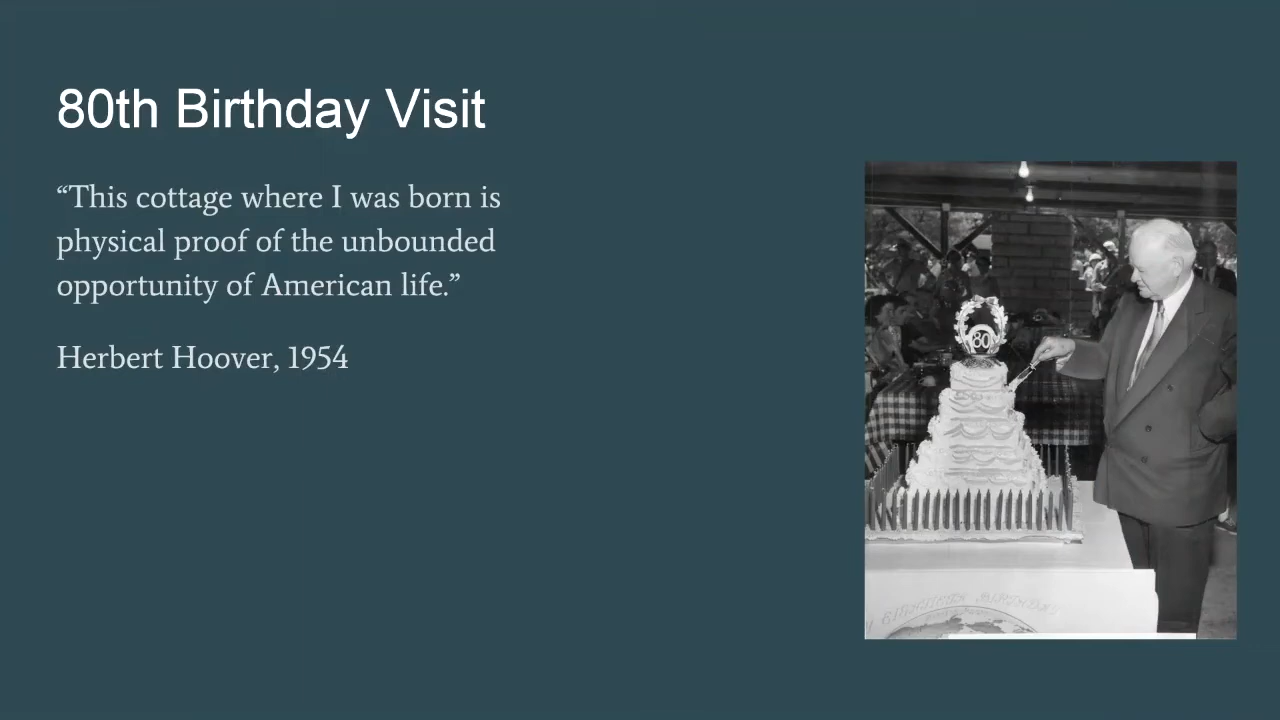 80th Birthday Visit
“This cottage where I was born is
physical proof of the unbounded
opportunity of American life.”
Herbert Hoover, 1954
80
BIRTHDAY